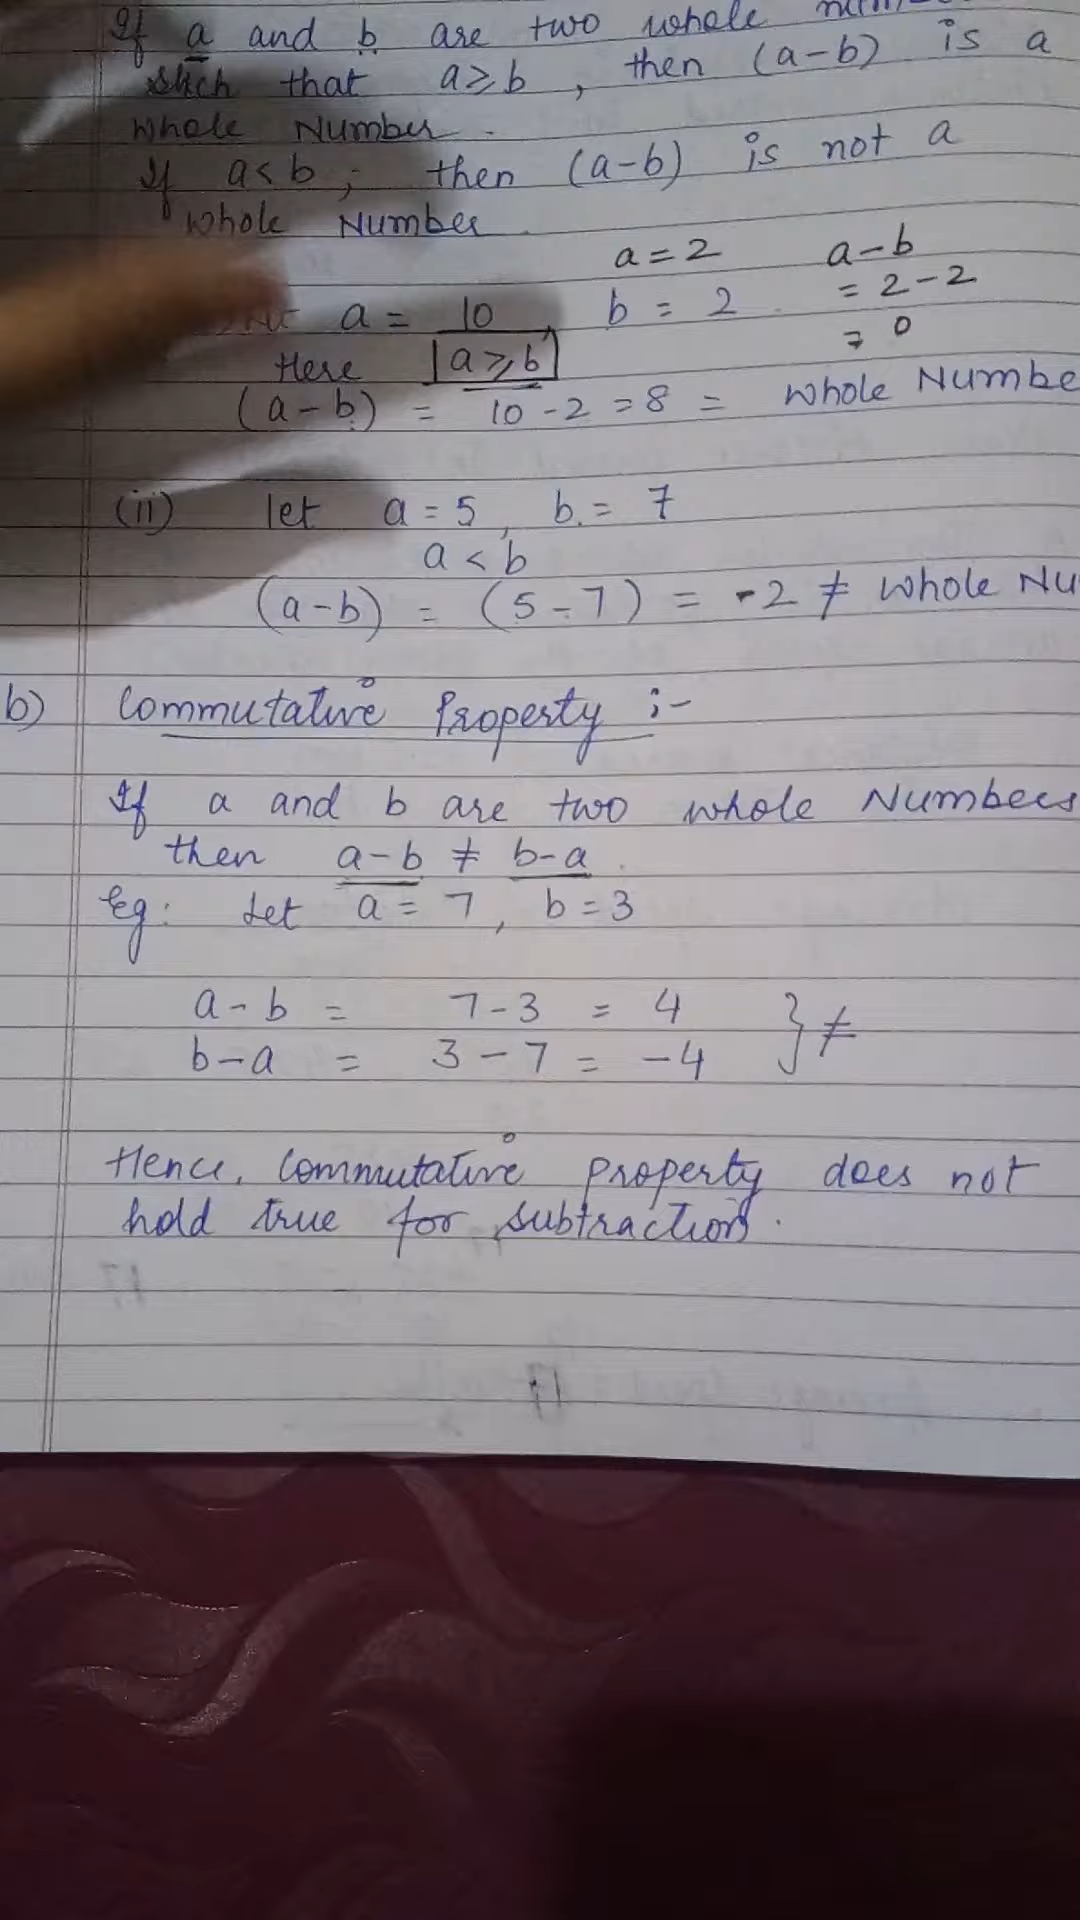 If a and b are two whole
such that a ⩾ b , then (a-b) is a
Whole Number .
If a < b , then (a-b) is not a
Whole Number .
a = 2 a - b
a = 10 , b = 2 = 2 - 2
= 0
Here a ⩾ b
(a - b) = 10 - 2 = 8 = Whole Numbe
(ii) let a = 5 , b = 7
a < b
(a-b) = (5-7) = -2 ≠ Whole Nu
b) Commutative Property :-
If a and b are two whole Numbers
then a-b ≠ b-a .
Eg: Let a = 7 , b = 3
a - b = 7 - 3 = 4 } ≠
b - a = 3 - 7 = -4
Hence, Commutative Property does not
hold true for subtraction .